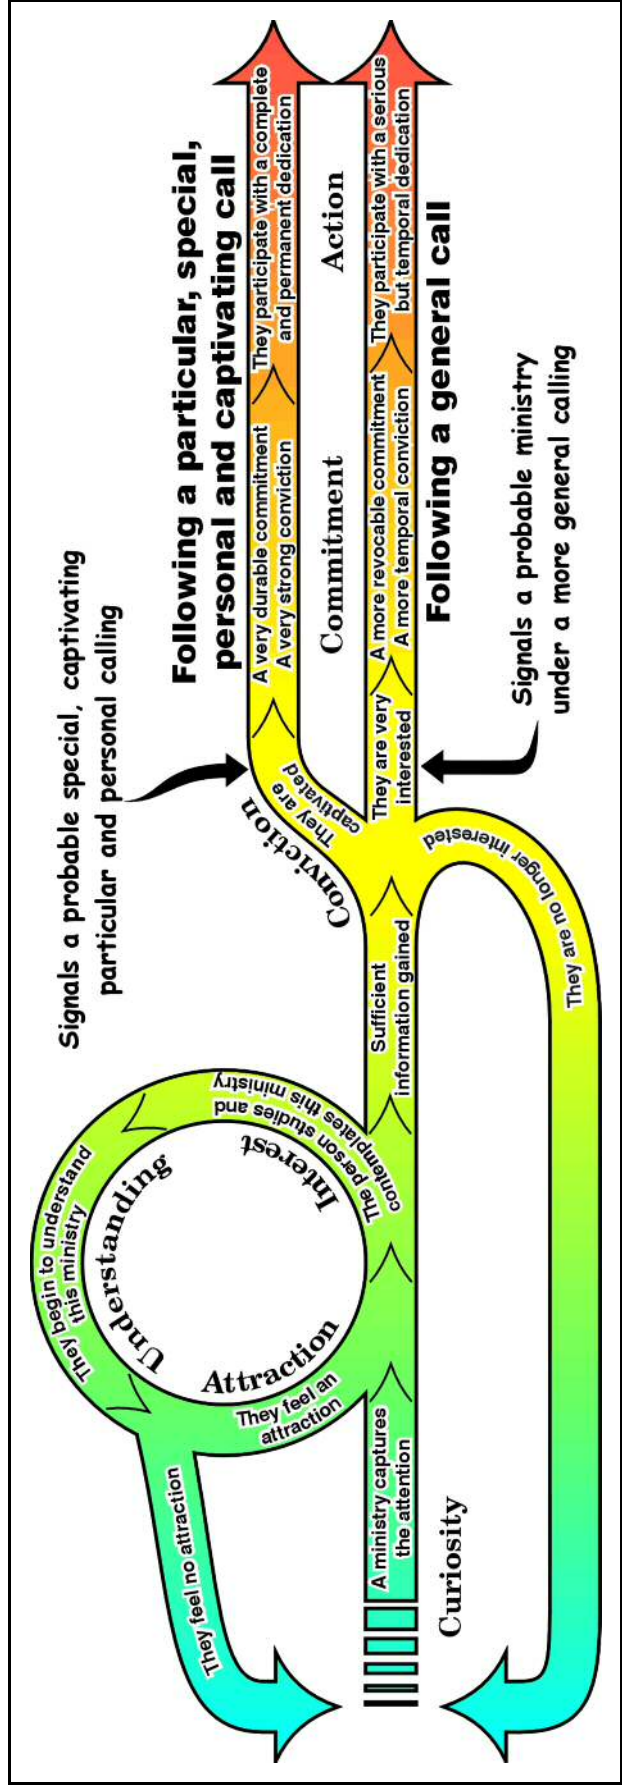 Signals a probable special, captivating
particular and personal calling
Following a particular, special,
personal and captivating call
They begin to understand
this ministry
Understanding
Interest
Attraction
The person studies and
contemplates this ministry
They feel an
attraction
They feel no attraction
A ministry captures
the attention
Curiosity
Sufficient
information gained
Conviction
They are
captivated
A very durable commitment
A very strong conviction
They participate with a complete
and permanent dedication
Commitment
Action
They are very
interested
A more revocable commitment
A more temporal conviction
They participate with a serious
but temporal dedication
Following a general call
They are no longer interested
Signals a probable ministry
under a more general calling